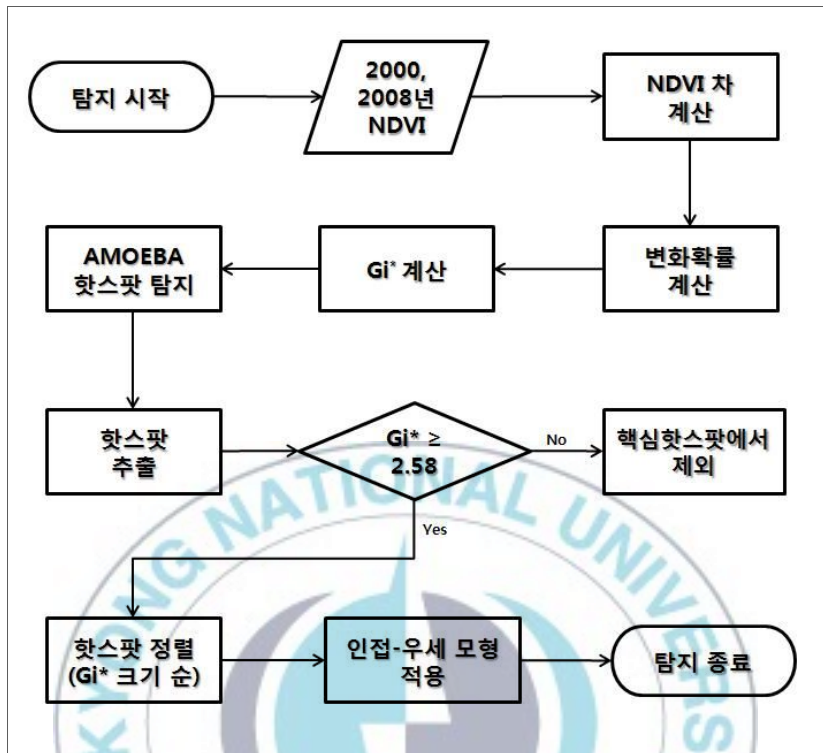 탐지 시작
2000,
2008년
NDVI
NDVI 차
계산
변화확률
계산
Gi* 계산
AMOEBA
핫스팟 탐지
핫스팟
추출
Gi* ≥
2.58
No
핵심핫스팟에서
제외
Yes
핫스팟 정렬
(Gi* 크기 순)
인접-우세 모형
적용
탐지 종료
KYONG NATIONAL UNIVERS